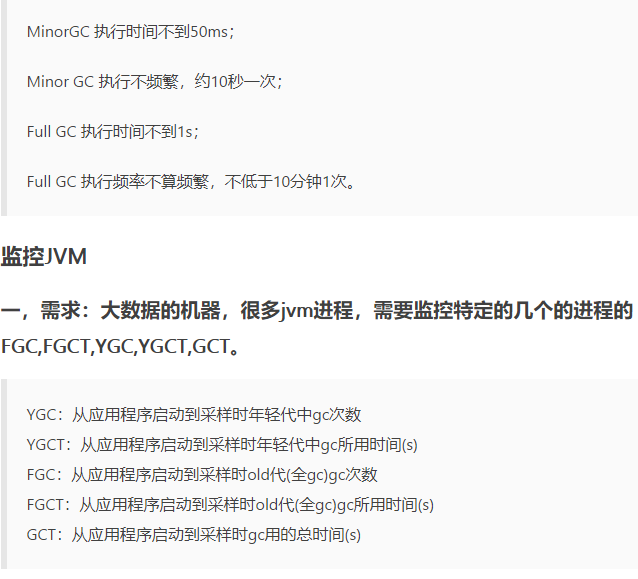 MinorGC 执行时间不到50ms；
Minor GC 执行不频繁，约10秒一次；
Full GC 执行时间不到1s；
Full GC 执行频率不算频繁，不低于10分钟1次。
监控JVM
一，需求：大数据的机器，很多jvm进程，需要监控特定的几个的进程的
FGC,FGCT,YGC,YGCT,GCT。
YGC：从应用程序启动到采样时年轻代中gc次数
YGCT：从应用程序启动到采样时年轻代中gc所用时间(s)
FGC：从应用程序启动到采样时old代(全gc)gc次数
FGCT：从应用程序启动到采样时old代(全gc)gc所用时间(s)
GCT：从应用程序启动到采样时gc用的总时间(s)